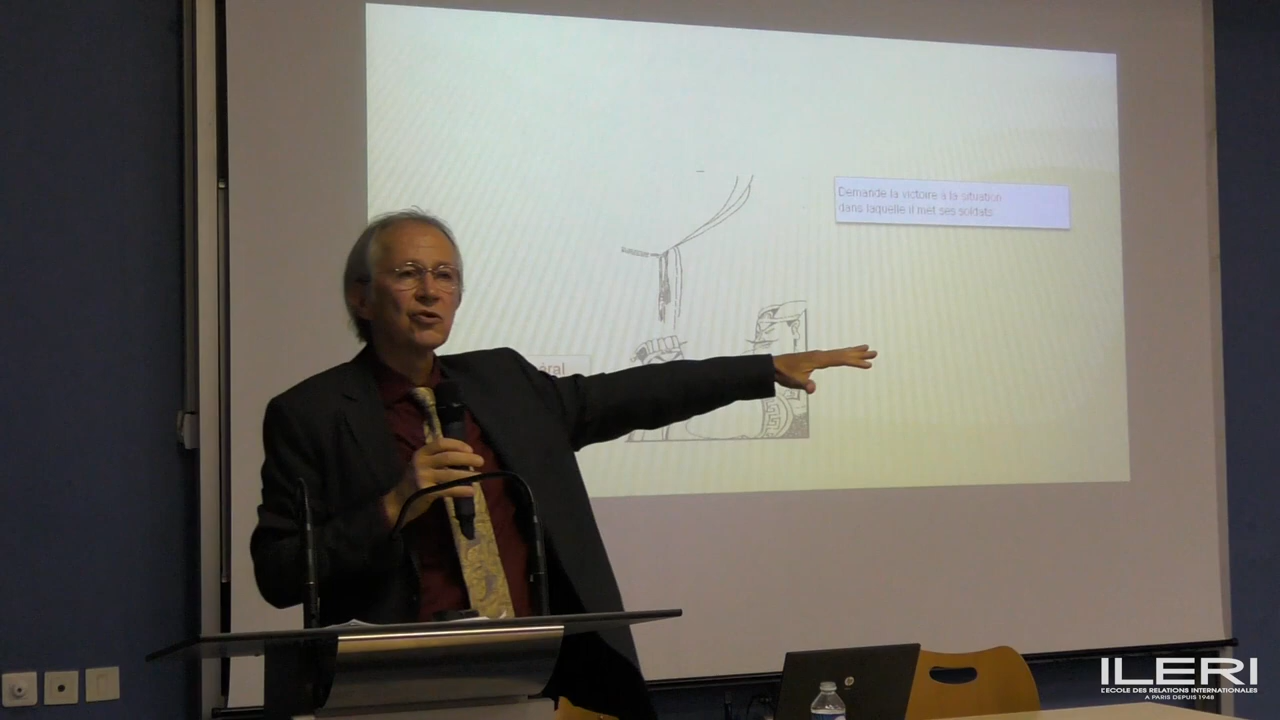 Demande la victoire à la situation
dans laquelle il met ses soldats
éral
ILERI
L'ECOLE DES RELATIONS INTERNATIONALES
A PARIS DEPUIS 1948